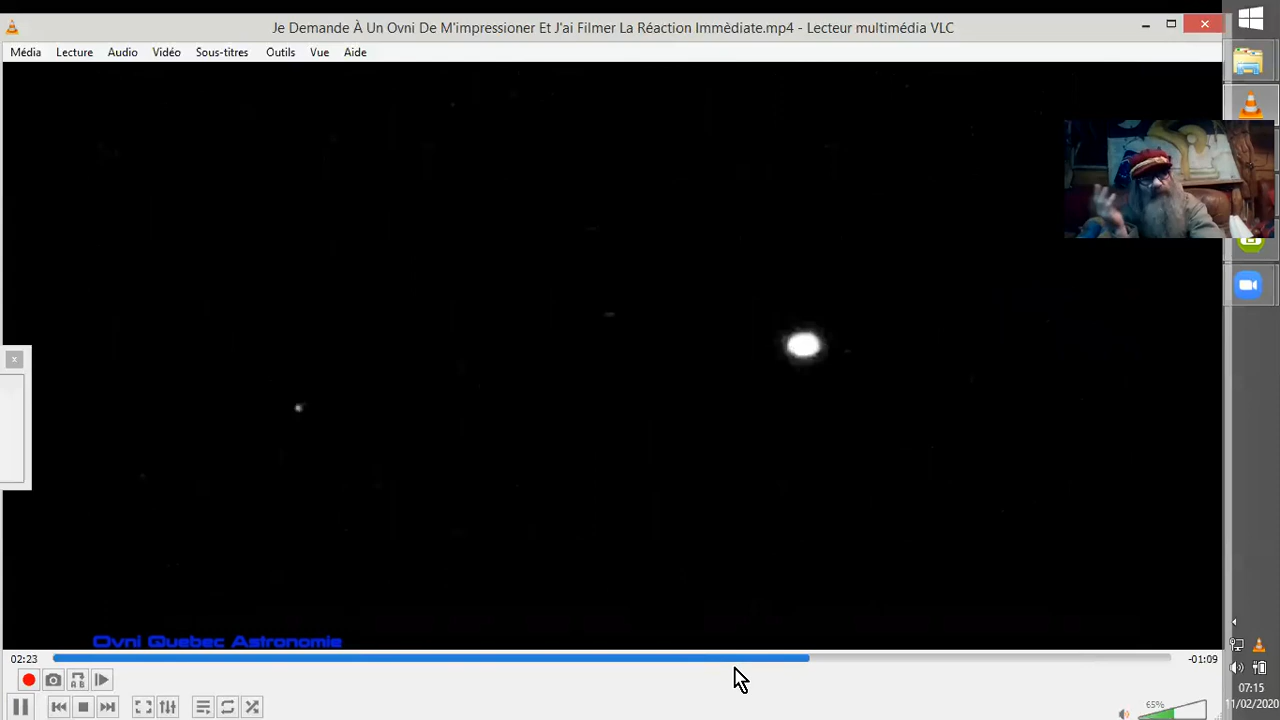 Je Demande À Un Ovni De M'impressioner Et J'ai Filmer La Réaction Immèdiate.mp4 - Lecteur multimédia VLC
Média Lecture Audio Vidéo Sous-titres Outils Vue Aide
x
Ovni Quebec Astronomie
02:23
-01:09
A B
65%
07:15
11/02/2020